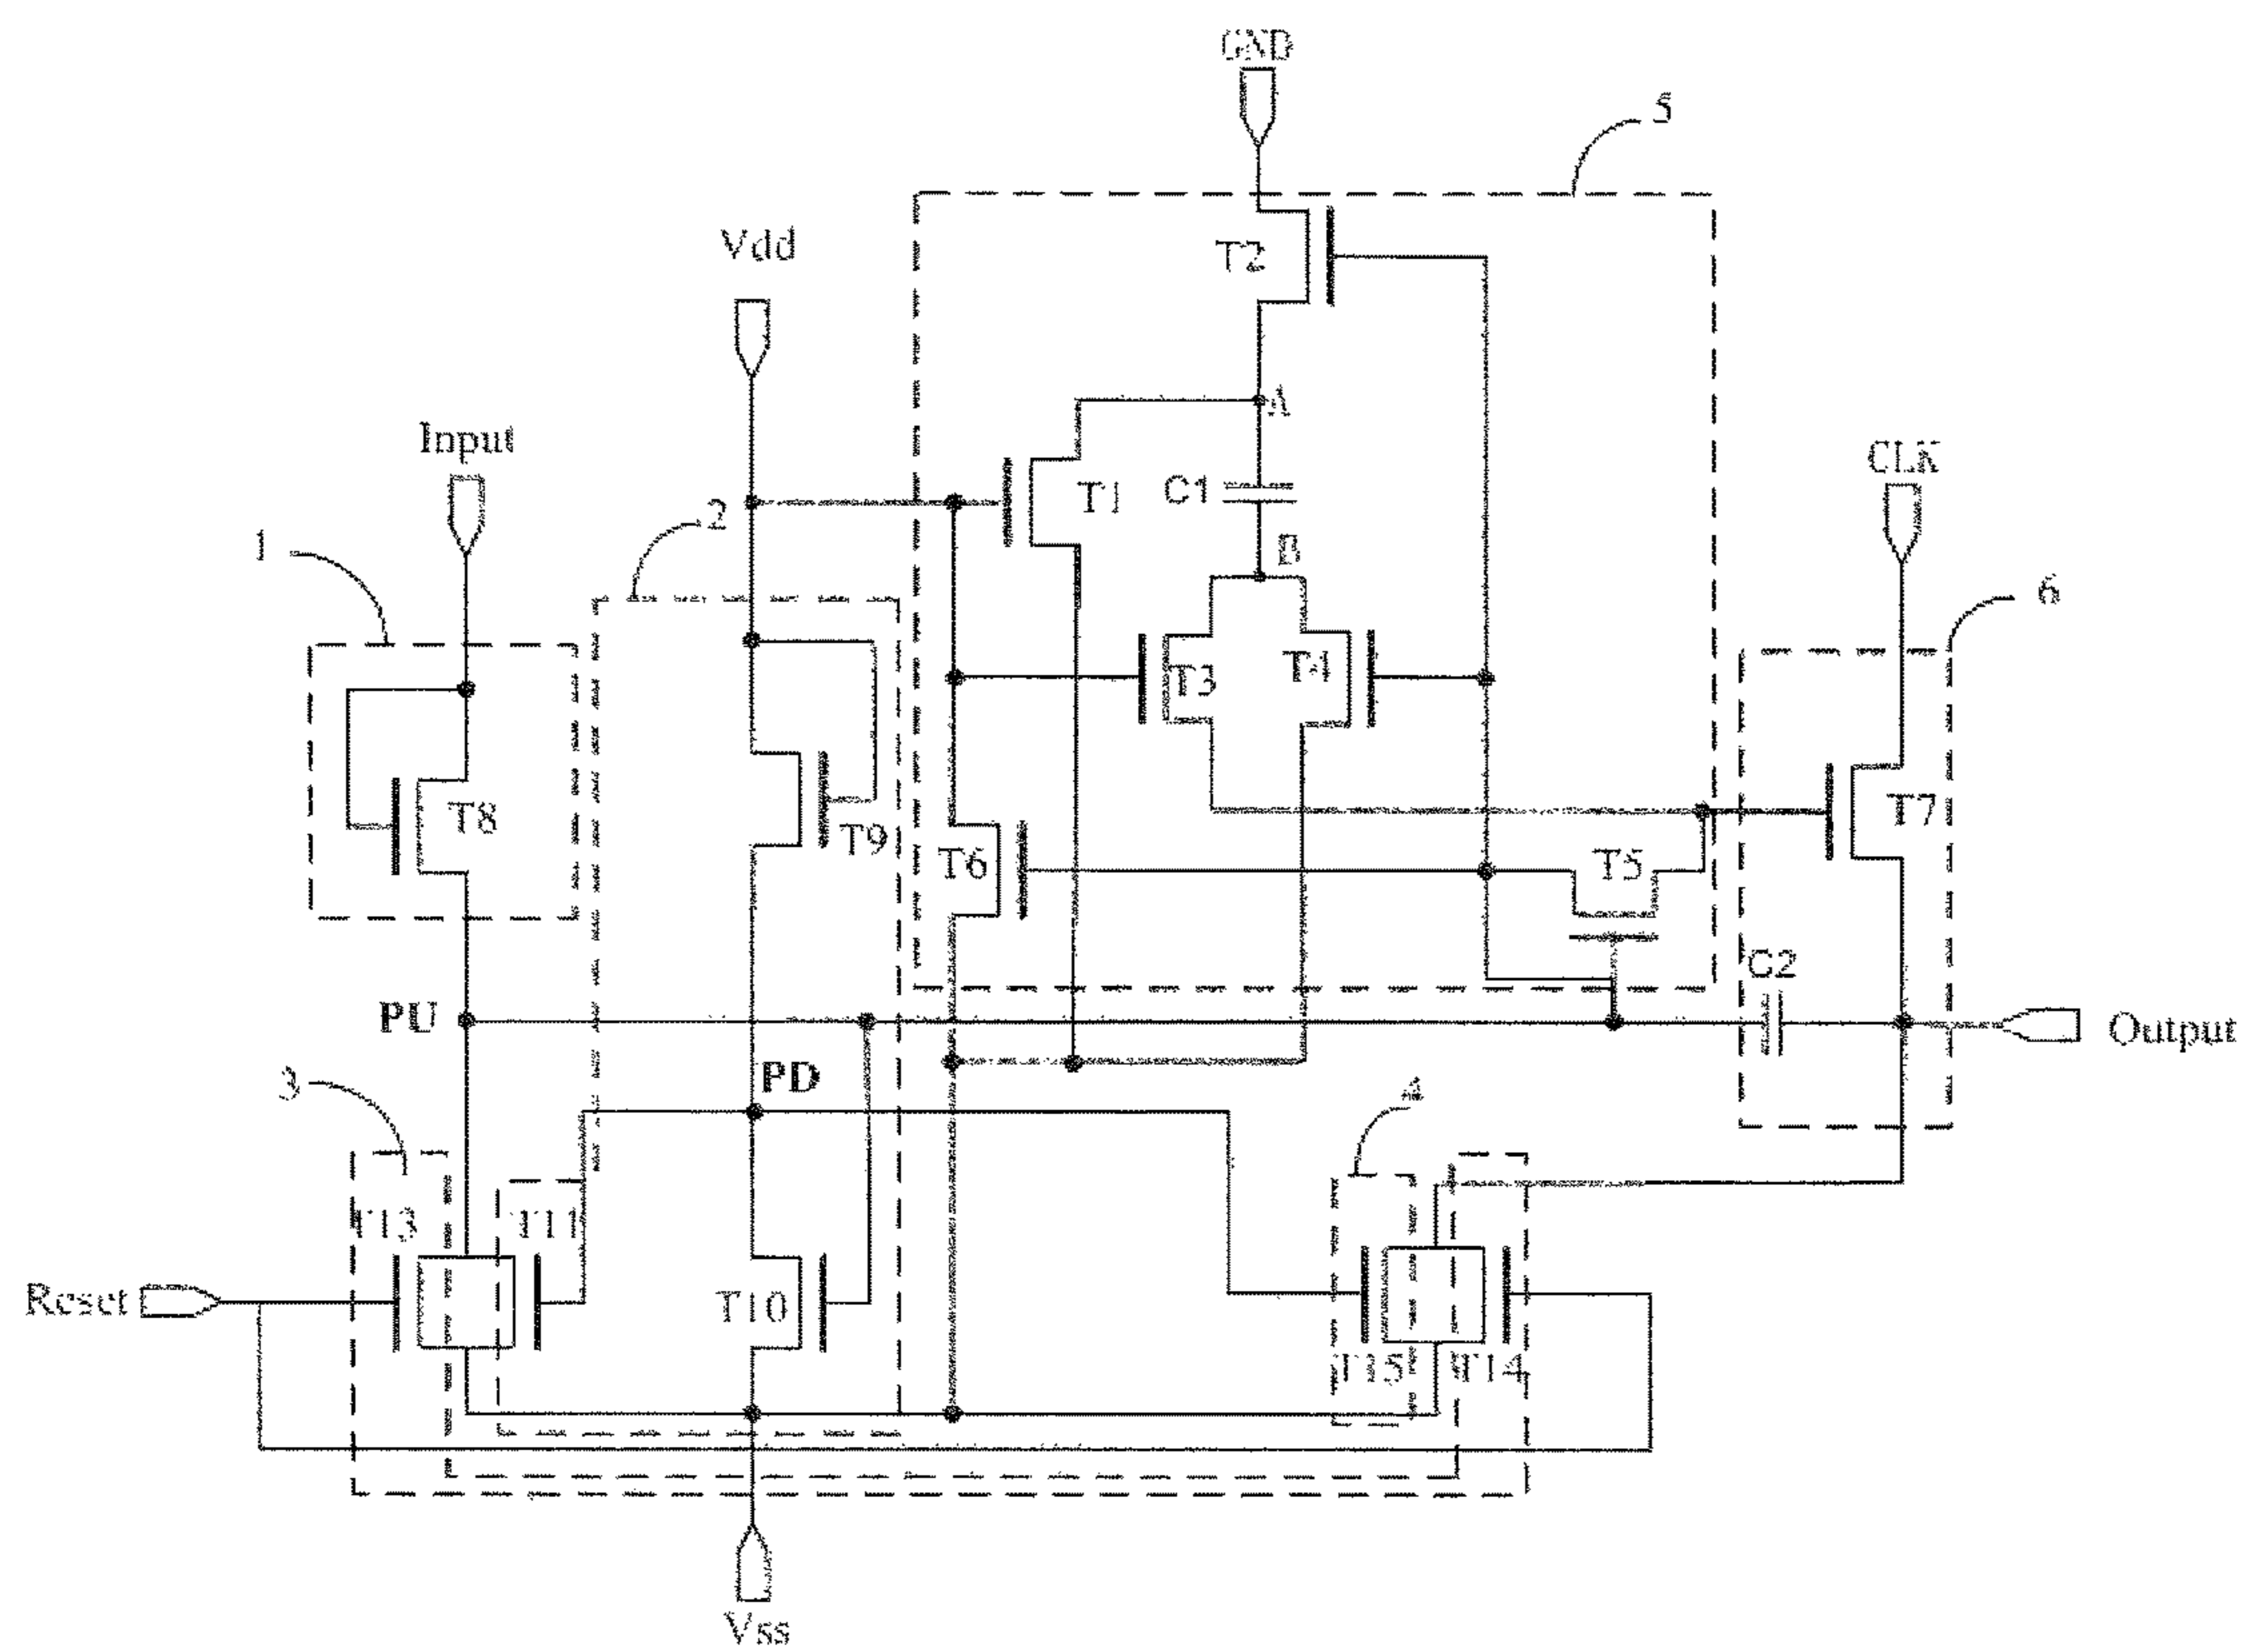 GND
5
Vdd
T2
A
Input
CLK
C1
T1
2
1
B
6
T3
T4
T8
T7
T9
T6
T5
C2
PU
Output
PD
3
4
T13
T11
Reset
T10
T15
T14
Vss